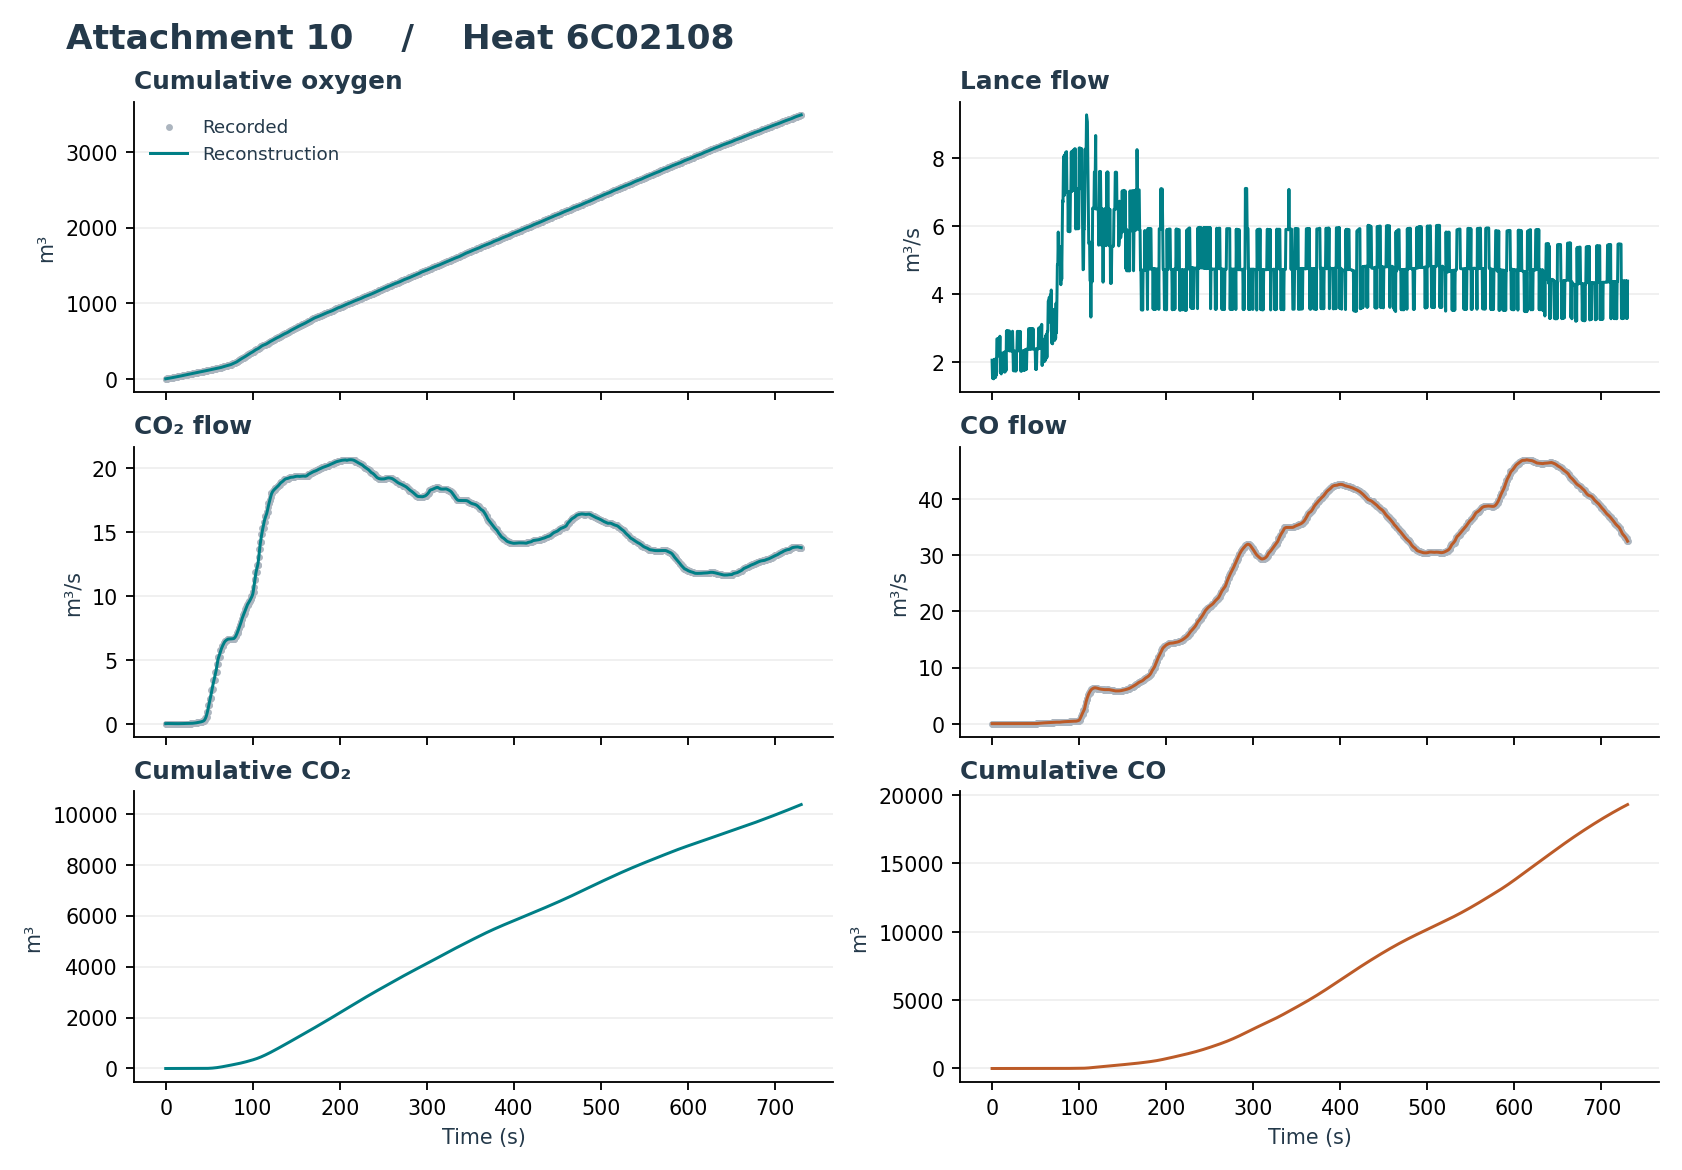 Attachment 10 / Heat 6C02108
Cumulative oxygen
Recorded
Reconstruction
3000
2000
1000
0
m³
Lance flow
8
6
4
2
m³/s
CO₂ flow
20
15
10
5
0
m³/s
CO flow
40
30
20
10
0
m³/s
Cumulative CO₂
10000
8000
6000
4000
2000
0
m³
0 100 200 300 400 500 600 700
Time (s)
Cumulative CO
20000
15000
10000
5000
0
m³
0 100 200 300 400 500 600 700
Time (s)